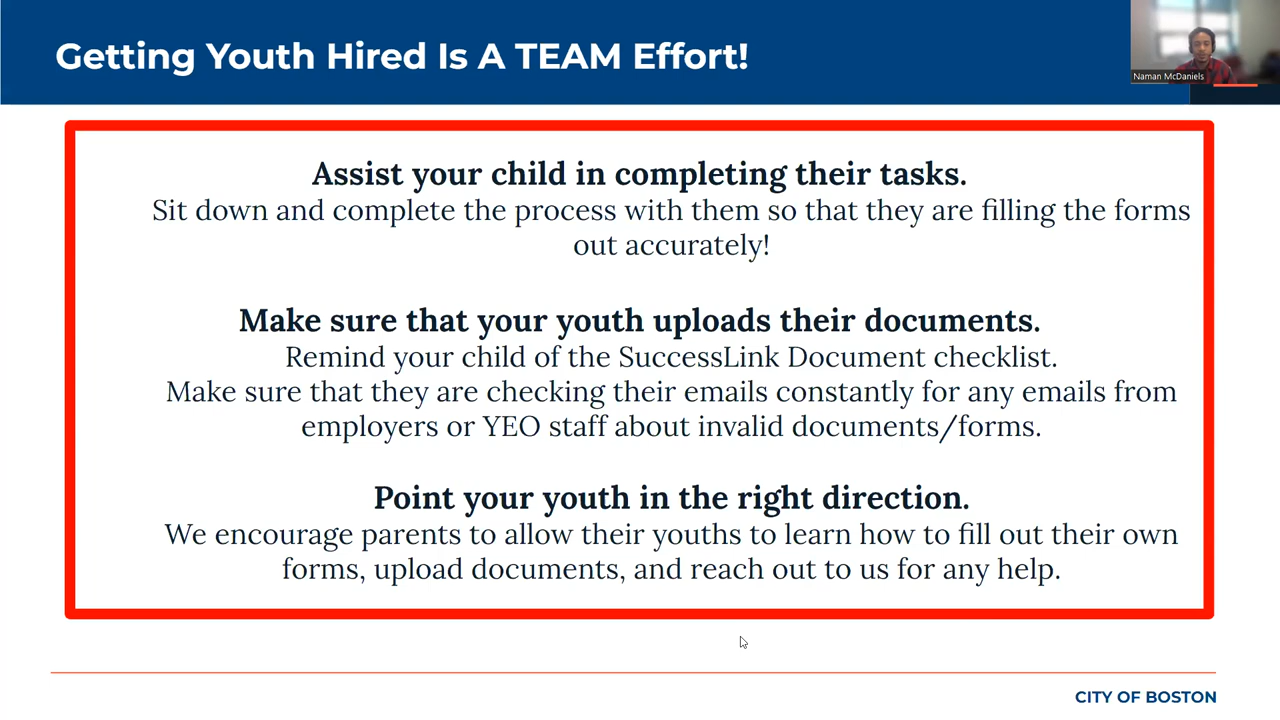 Getting Youth Hired Is A TEAM Effort!
Naman McDaniels
Assist your child in completing their tasks.
Sit down and complete the process with them so that they are filling the forms
out accurately!
Make sure that your youth uploads their documents.
Remind your child of the SuccessLink Document checklist.
Make sure that they are checking their emails constantly for any emails from
employers or YEO staff about invalid documents/forms.
Point your youth in the right direction.
We encourage parents to allow their youths to learn how to fill out their own
forms, upload documents, and reach out to us for any help.
CITY OF BOSTON